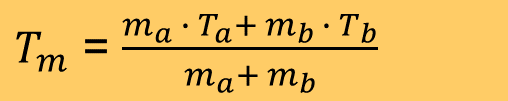 T_m = (m_a · T_a + m_b · T_b) / (m_a + m_b)